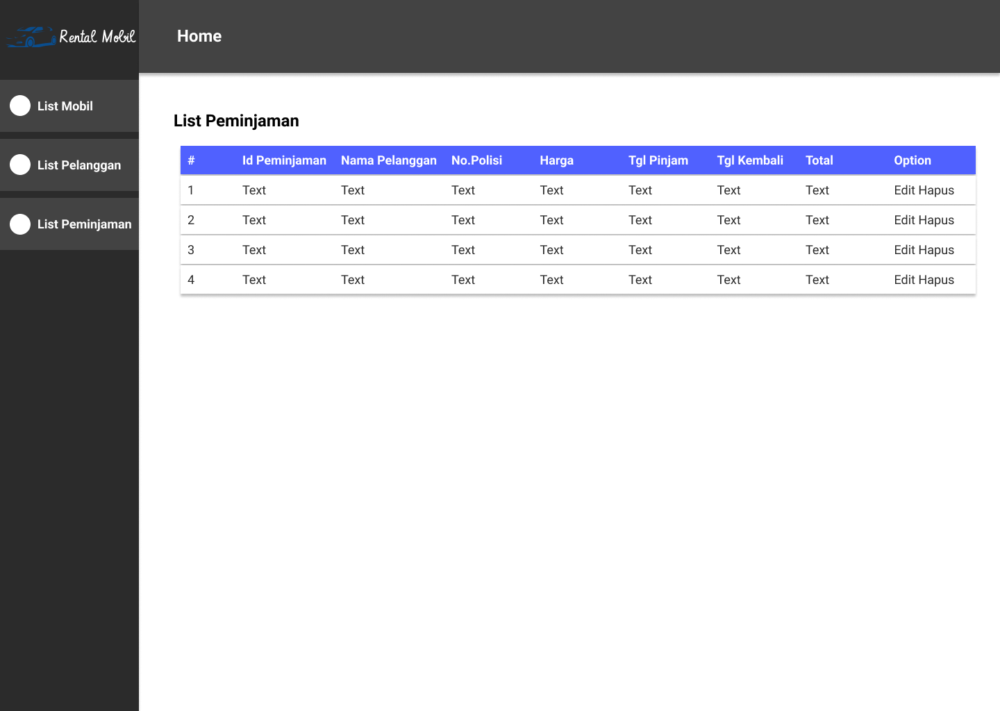 Rental Mobil
Home
List Mobil
List Pelanggan
List Peminjaman
List Peminjaman
# Id Peminjaman Nama Pelanggan No.Polisi Harga Tgl Pinjam Tgl Kembali Total Option
1 Text Text Text Text Text Text Text Edit Hapus
2 Text Text Text Text Text Text Text Edit Hapus
3 Text Text Text Text Text Text Text Edit Hapus
4 Text Text Text Text Text Text Text Edit Hapus